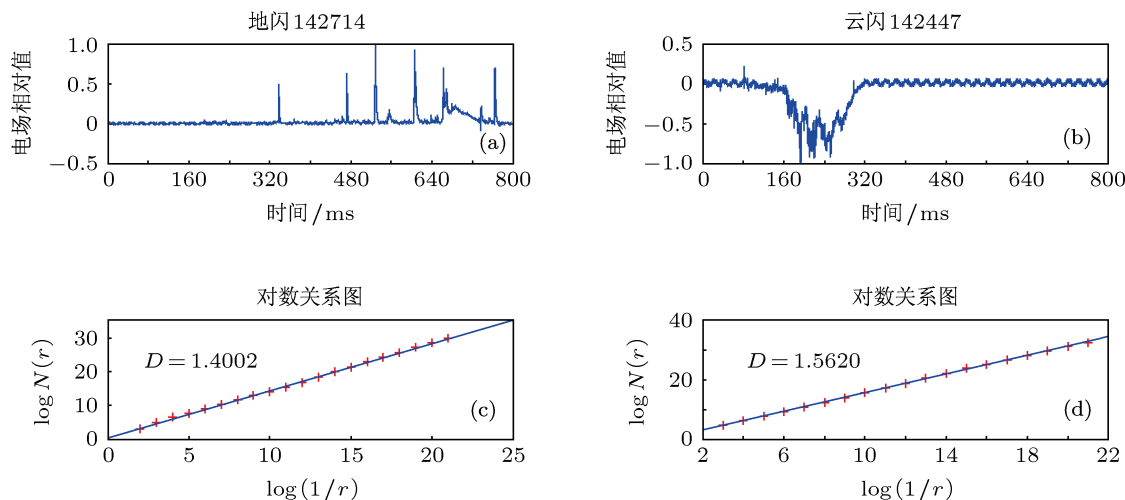 地闪142714
电场相对值
1.0
0.5
0
−0.5
(a)
0 160 320 480 640 800
时间/ms
云闪142447
电场相对值
0.5
0
−0.5
−1.0
(b)
0 160 320 480 640 800
时间/ms
对数关系图
log N(r)
30
20
10
0
D = 1.4002
(c)
0 5 10 15 20 25
log(1/r)
对数关系图
log N(r)
40
20
0
D = 1.5620
(d)
2 6 10 14 18 22
log(1/r)